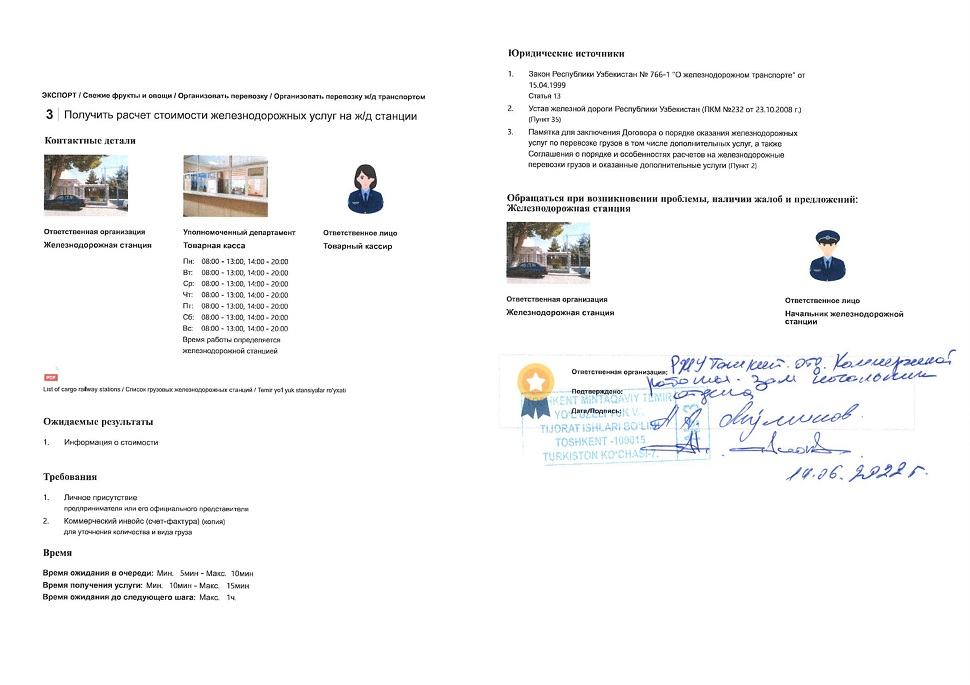 ЭКСПОРТ / Свежие фрукты и овощи / Организовать перевозку / Организовать перевозку ж/д транспортом
3 Получить расчет стоимости железнодорожных услуг на ж/д станции
Контактные детали
Ответственная организация
Железнодорожная станция
Уполномоченный департамент
Товарная касса
Пн: 08:00 - 13:00, 14:00 - 20:00
Вт: 08:00 - 13:00, 14:00 - 20:00
Ср: 08:00 - 13:00, 14:00 - 20:00
Чт: 08:00 - 13:00, 14:00 - 20:00
Пт: 08:00 - 13:00, 14:00 - 20:00
Сб: 08:00 - 13:00, 14:00 - 20:00
Вс: 08:00 - 13:00, 14:00 - 20:00
Время работы определяется
железнодорожной станцией
Ответственное лицо
Товарный кассир
PDF
List of cargo railway stations / Список грузовых железнодорожных станций / Temir yo'l yuk stansiyalar ro'yxati
Ожидаемые результаты
1. Информация о стоимости
Требования
1. Личное присутствие
предпринимателя или его официального представителя
2. Коммерческий инвойс (счет-фактура) (копия)
для уточнения количества и вида груза
Время
Время ожидания в очереди: Мин. 5мин - Макс. 10мин
Время получения услуги: Мин. 10мин - Макс. 15мин
Время ожидания до следующего шага: Макс. 1ч.
Юридические источники
1. Закон Республики Узбекистан № 766-1 "О железнодорожном транспорте" от
15.04.1999
Статья 13
2. Устав железной дороги Республики Узбекистан (ПКМ №232 от 23.10.2008 г.)
(Пункт 35)
3. Памятка для заключения Договора о порядке оказания железнодорожных
услуг по перевозке грузов в том числе дополнительных услуг, а также
Соглашения о порядке и особенностях расчетов на железнодорожные
перевозки грузов и оказанные дополнительные услуги (Пункт 2)
Обращаться при возникновении проблемы, наличии жалоб и предложений:
Железнодорожная станция
Ответственная организация
Железнодорожная станция
Ответственное лицо
Начальник железнодорожной
станции
Ответственная организация: РЖУ Ташкент. отд. Коммерческой
Подтверждено: работы. Зам начальник
отдела
Дата/Подпись:
MINTAQAVIY TEMIR
TIJORAT ISHLARI BO'LIM
TOSHKENT -100015
TURKISTON KO'CHASI-7.
14.06.2022 г.